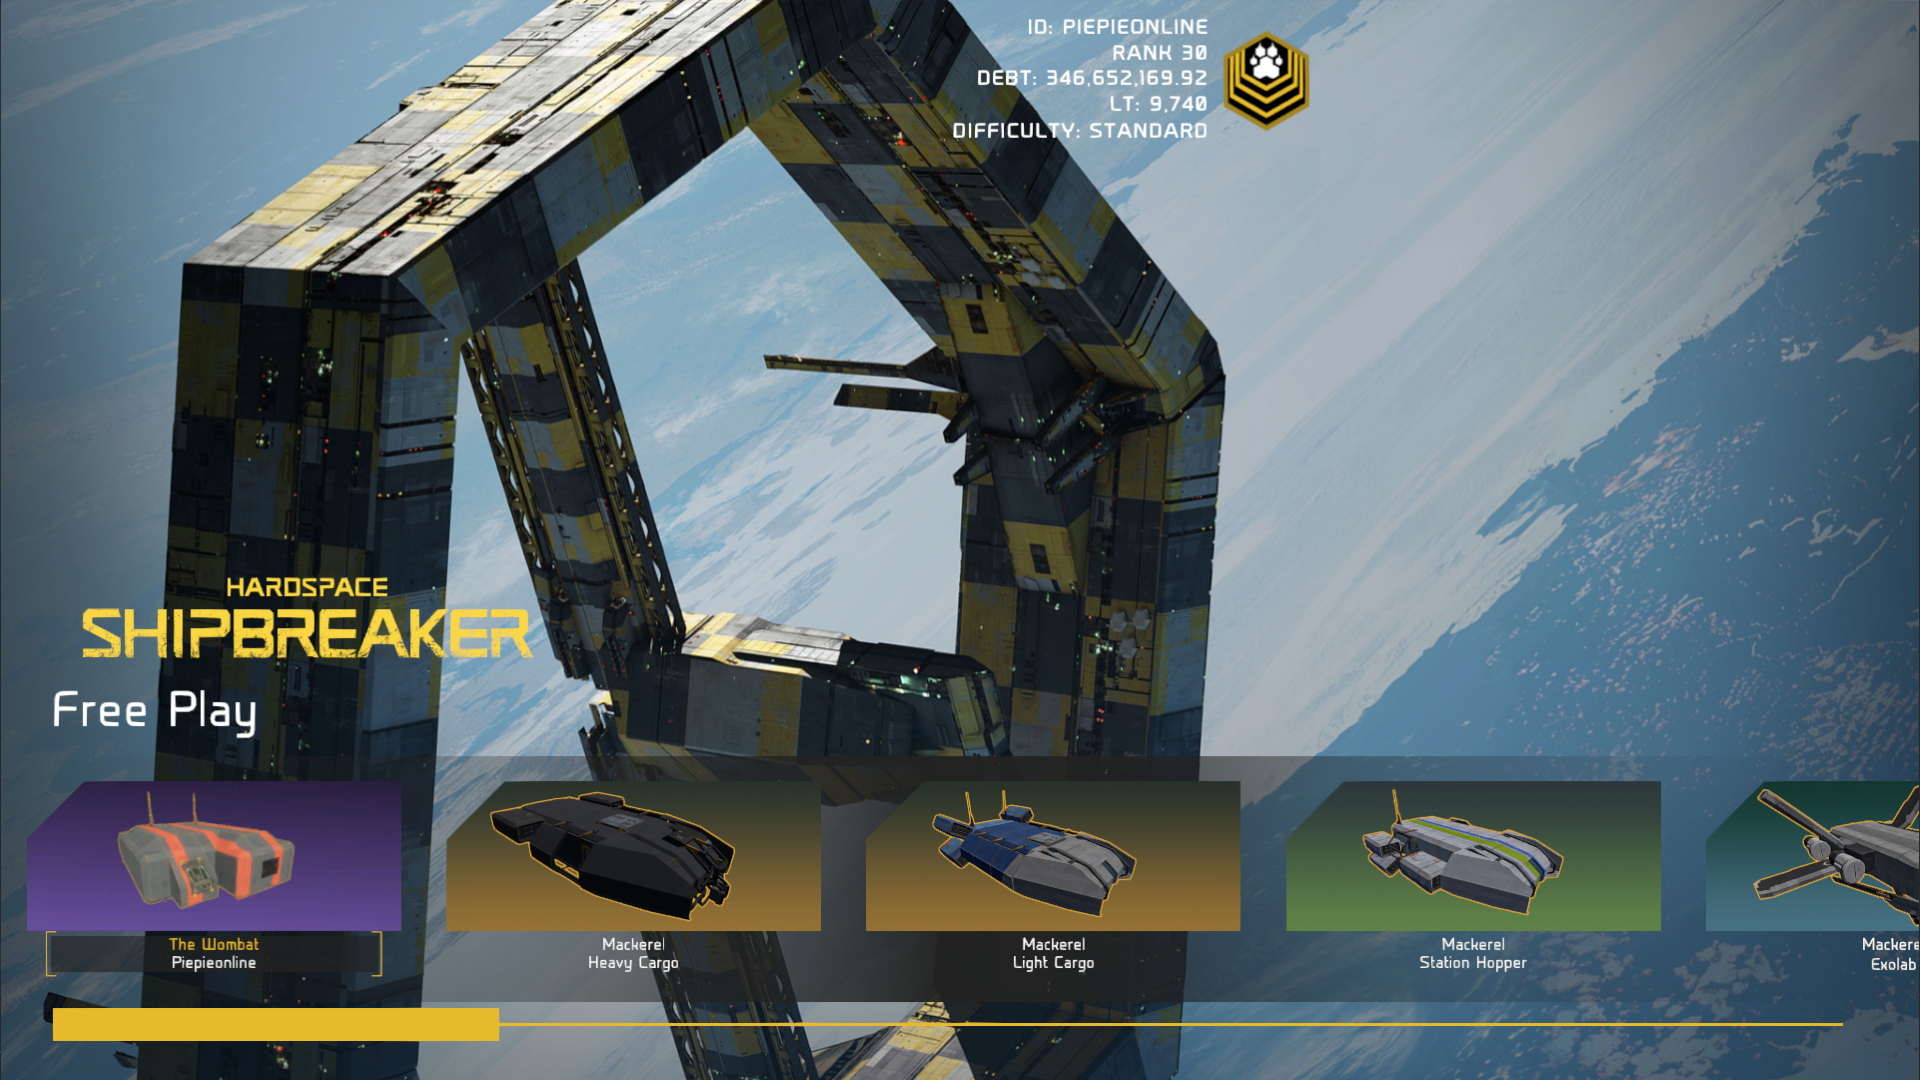 ID: PIEPIEONLINE
RANK 30
DEBT: 346,652,169.92
LT: 9,740
DIFFICULTY: STANDARD
HARDSPACE
SHIPBREAKER
Free Play
The Wombat
Piepieonline
Mackerel
Heavy Cargo
Mackerel
Light Cargo
Mackerel
Station Hopper
Mackere
Exolab